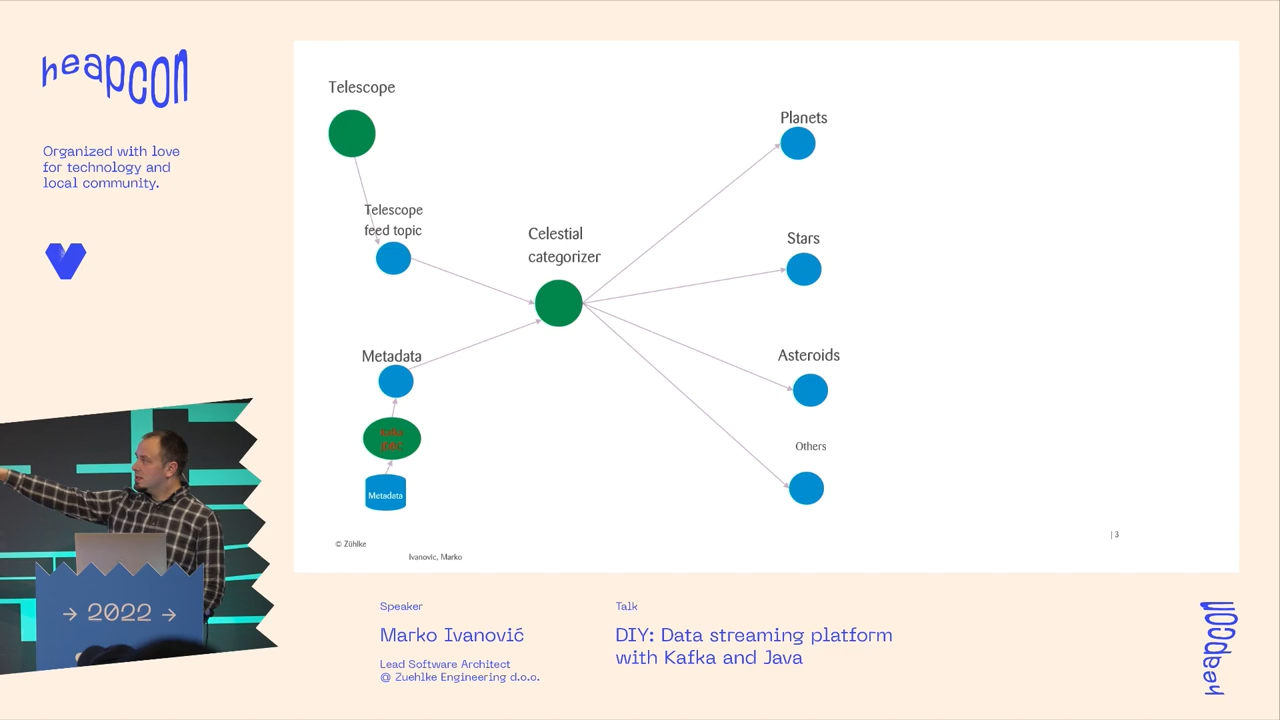 heapcon
Organized with love
for technology and
local community.
Telescope
Telescope
feed topic
Metadata
Metadata
Celestial
categorizer
Planets
Stars
Asteroids
Others
© Zühlke
Ivanovic, Marko
| 3
→ 2022 →
Speaker
Marko Ivanović
Lead Software Architect
@ Zuehlke Engineering d.o.o.
Talk
DIY: Data streaming platform
with Kafka and Java
heapcon